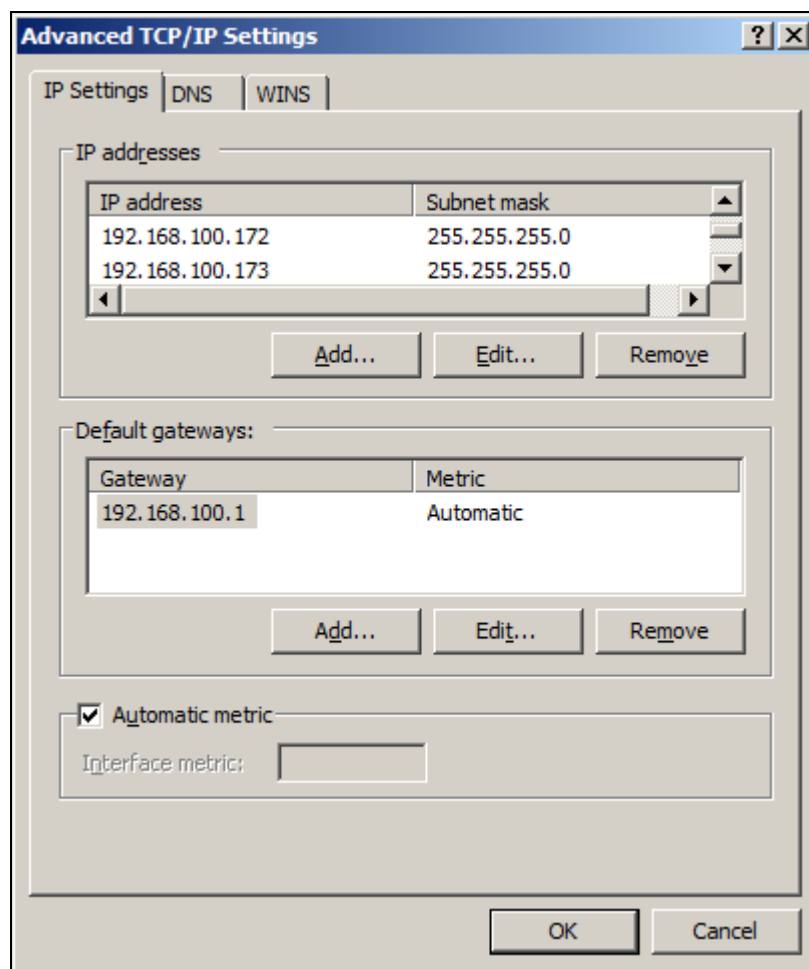 Advanced TCP/IP Settings
IP Settings DNS WINS
IP addresses
IP address Subnet mask
192.168.100.172 255.255.255.0
192.168.100.173 255.255.255.0
Add... Edit... Remove
Default gateways:
Gateway Metric
192.168.100.1 Automatic
Add... Edit... Remove
Automatic metric
Interface metric:
OK Cancel